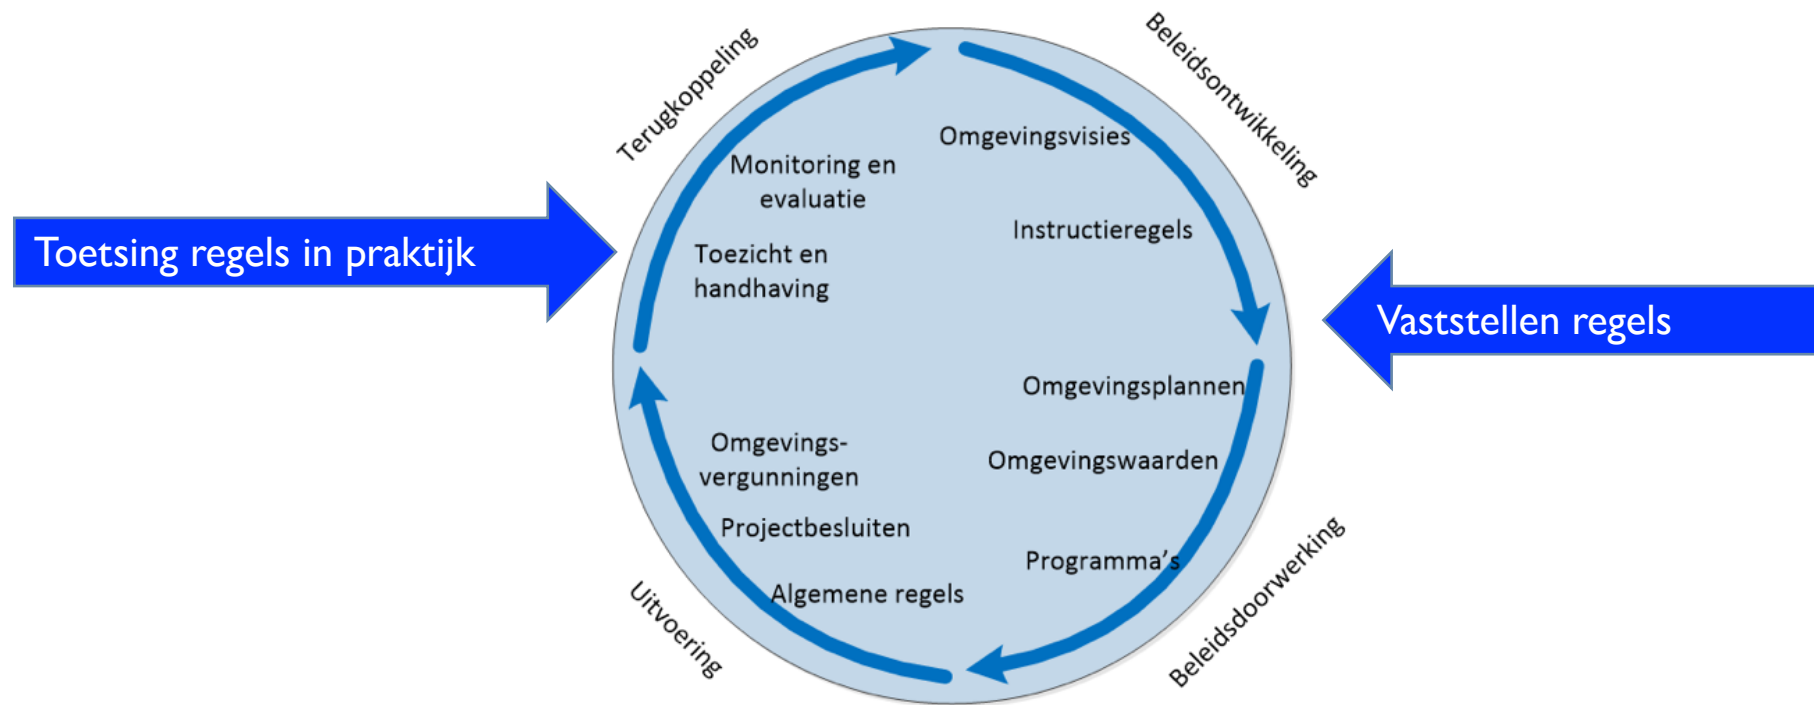 Terugkoppeling
Beleidsontwikkeling
Omgevingsvisies
Monitoring en
evaluatie
Instructieregels
Toezicht en
handhaving
Toetsing regels in praktijk
Vaststellen regels
Omgevingsplannen
Omgevings-
vergunningen
Omgevingswaarden
Projectbesluiten
Programma's
Algemene regels
Uitvoering
Beleidsdoorwerking